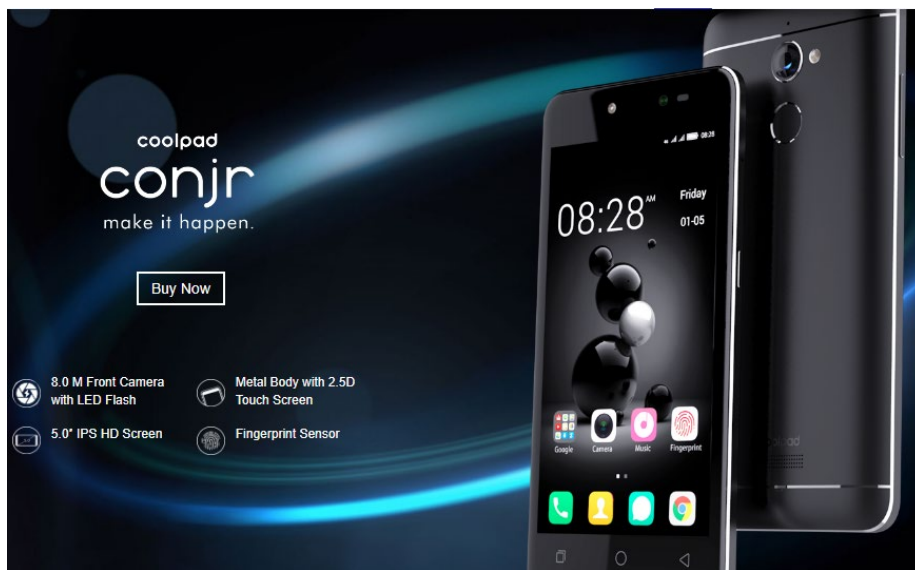 coolpad
conjr
make it happen.
Buy Now
8.0 M Front Camera
with LED Flash
Metal Body with 2.5D
Touch Screen
5.0" IPS HD Screen
Fingerprint Sensor
08:28
08:28 AM
Friday
01-05
Google
Camera
Music
Fingerprint